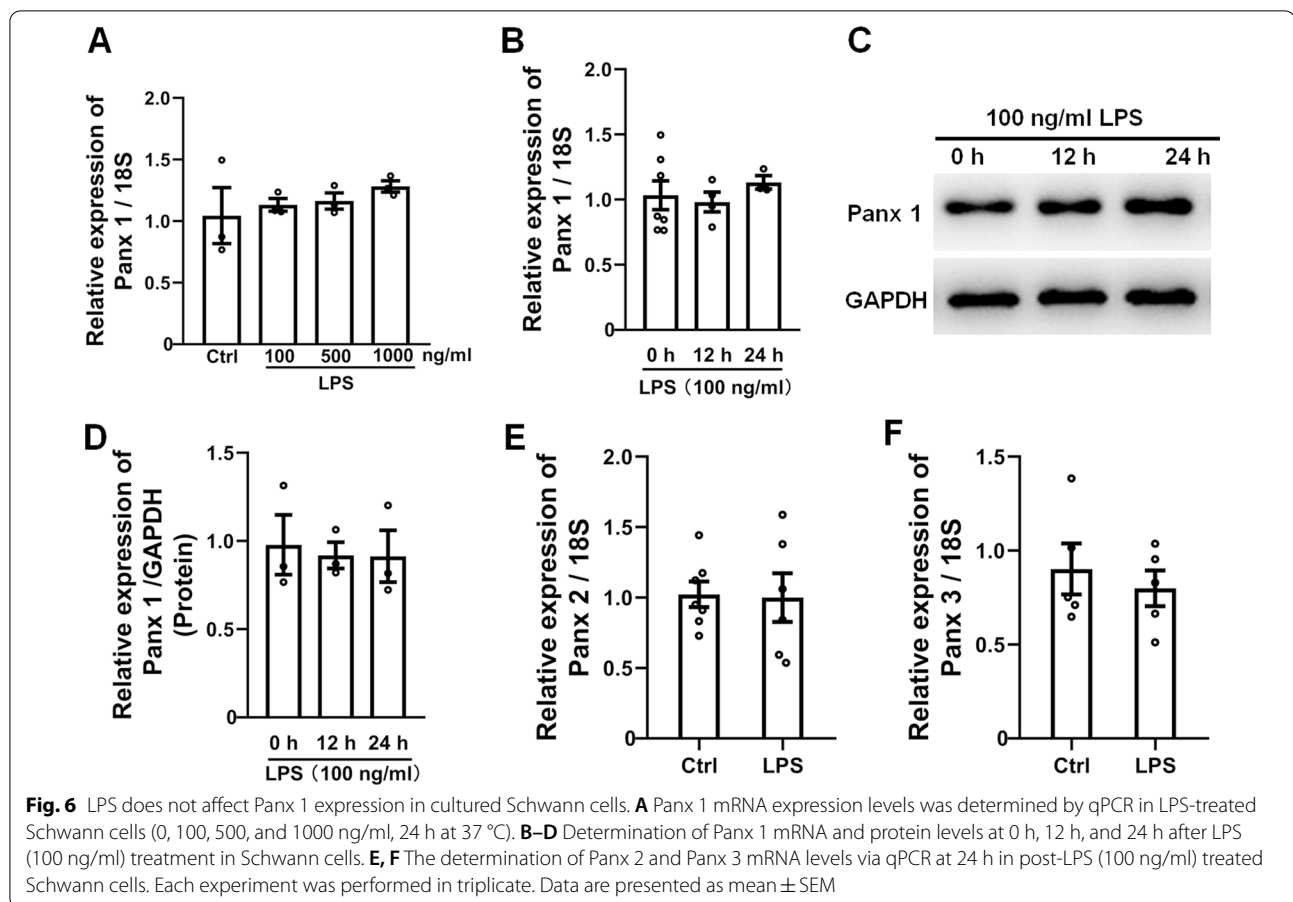 A
Relative expression of
Panx 1 / 18S
2.0
1.5
1.0
0.5
0
Ctrl 100 500 1000 ng/ml
LPS
B
Relative expression of
Panx 1 / 18S
2.0
1.5
1.0
0.5
0
0 h 12 h 24 h
LPS（100 ng/ml）
C
100 ng/ml LPS
0 h 12 h 24 h
Panx 1
GAPDH
D
Relative expression of
Panx 1 /GAPDH
(Protein)
1.5
1.0
0.5
0
0 h 12 h 24 h
LPS（100 ng/ml）
E
Relative expression of
Panx 2 / 18S
2.0
1.5
1.0
0.5
0
Ctrl LPS
F
Relative expression of
Panx 3 / 18S
1.5
1.0
0.5
0
Ctrl LPS
Fig. 6 LPS does not affect Panx 1 expression in cultured Schwann cells. A Panx 1 mRNA expression levels was determined by qPCR in LPS-treated
Schwann cells (0, 100, 500, and 1000 ng/ml, 24 h at 37 °C). B–D Determination of Panx 1 mRNA and protein levels at 0 h, 12 h, and 24 h after LPS
(100 ng/ml) treatment in Schwann cells. E, F The determination of Panx 2 and Panx 3 mRNA levels via qPCR at 24 h in post-LPS (100 ng/ml) treated
Schwann cells. Each experiment was performed in triplicate. Data are presented as mean ± SEM